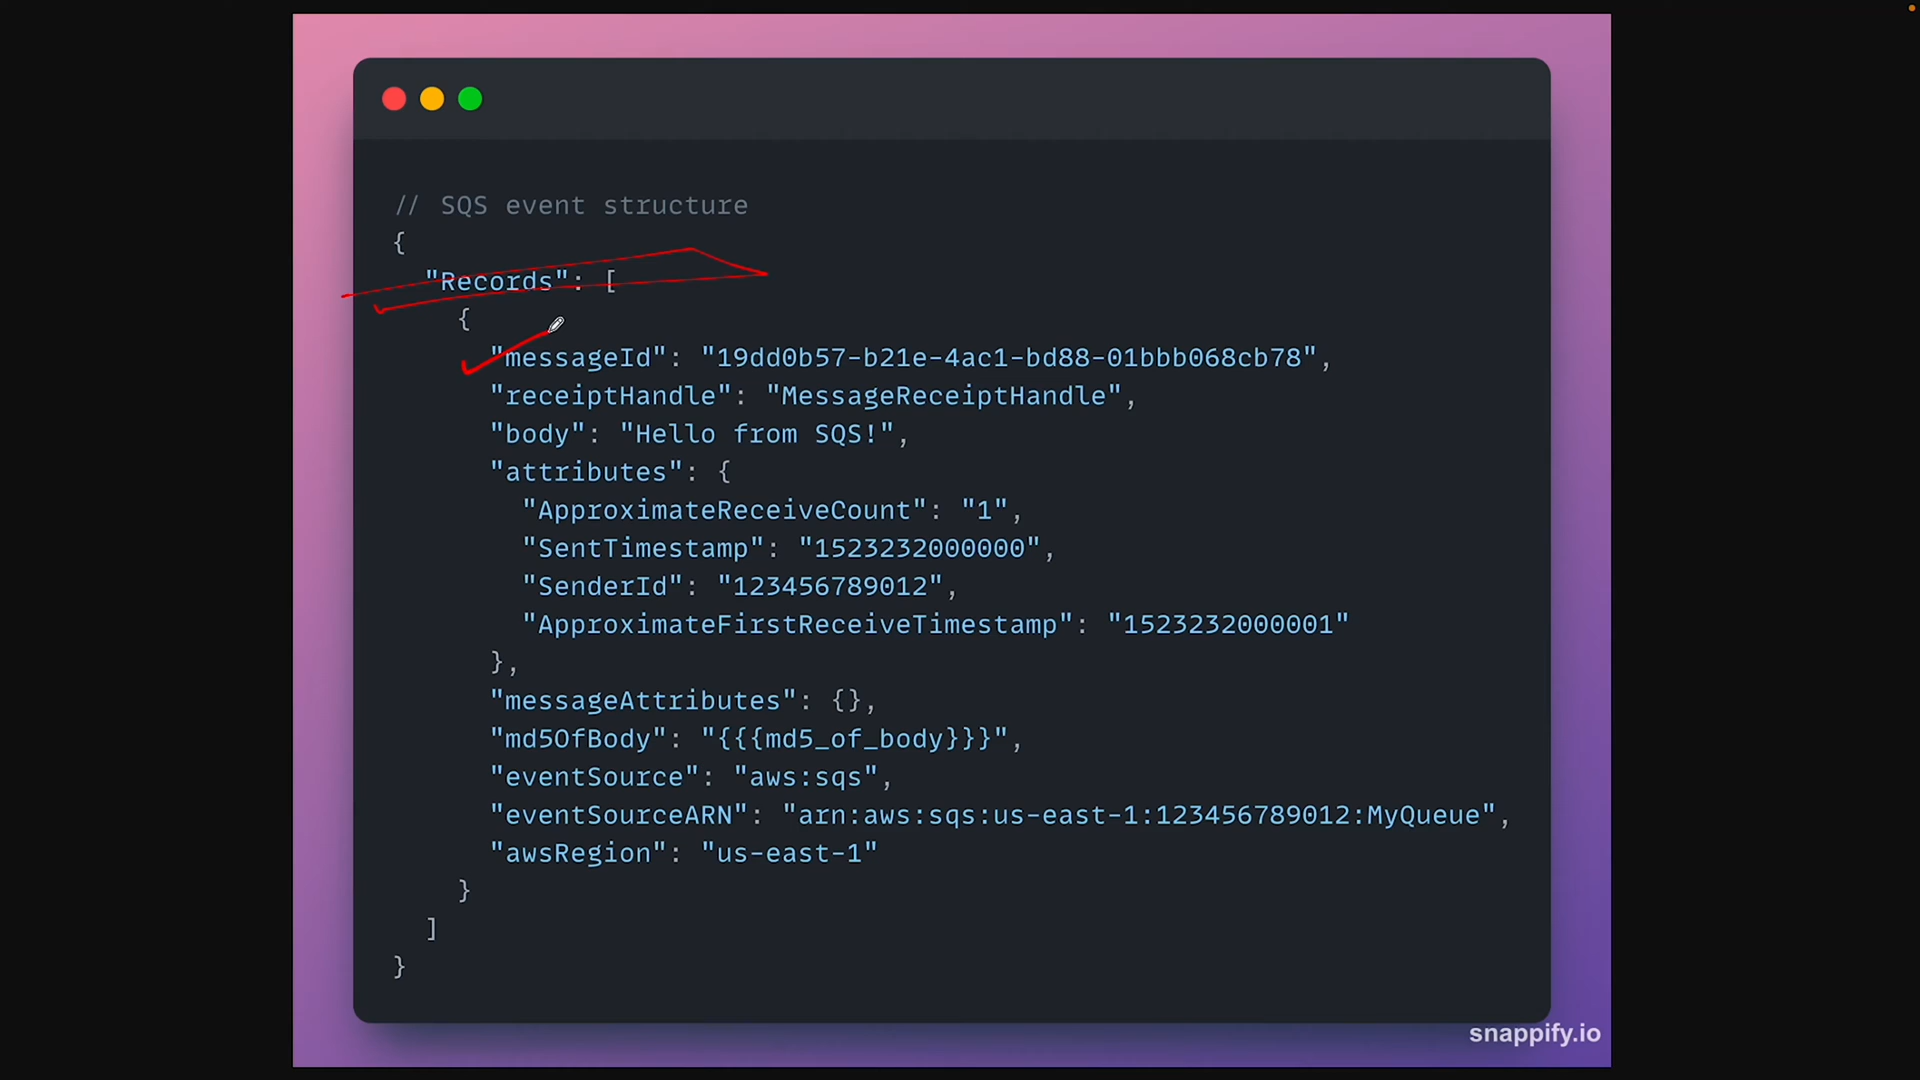 // SQS event structure
{
"Records": [
{
"messageId": "19dd0b57-b21e-4ac1-bd88-01bbb068cb78",
"receiptHandle": "MessageReceiptHandle",
"body": "Hello from SQS!",
"attributes": {
"ApproximateReceiveCount": "1",
"SentTimestamp": "1523232000000",
"SenderId": "123456789012",
"ApproximateFirstReceiveTimestamp": "1523232000001"
},
"messageAttributes": {},
"md5OfBody": "{{{md5_of_body}}}",
"eventSource": "aws:sqs",
"eventSourceARN": "arn:aws:sqs:us-east-1:123456789012:MyQueue",
"awsRegion": "us-east-1"
}
]
}
snappify.io